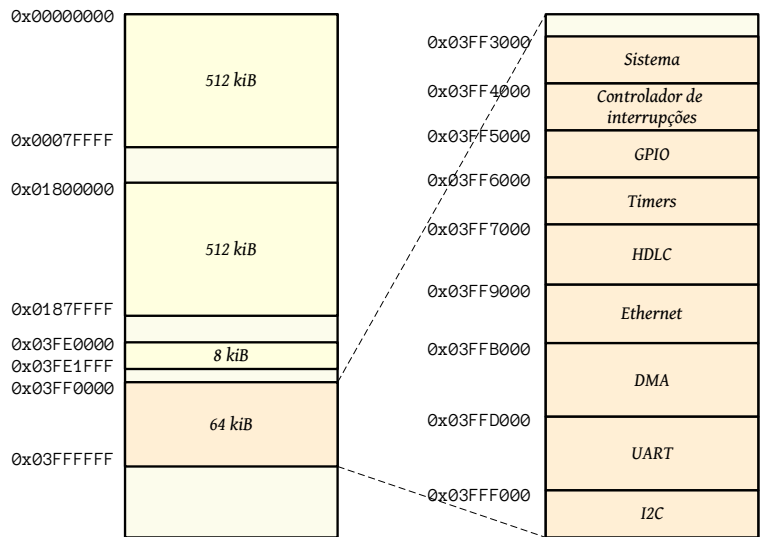 0x00000000
512 kiB
0x0007FFFF
0x01800000
512 kiB
0x0187FFFF
0x03FE0000
8 kiB
0x03FE1FFF
0x03FF0000
64 kiB
0x03FFFFFF
0x03FF3000
Sistema
0x03FF4000
Controlador de
interrupções
0x03FF5000
GPIO
0x03FF6000
Timers
0x03FF7000
HDLC
0x03FF9000
Ethernet
0x03FFB000
DMA
0x03FFD000
UART
0x03FFF000
I2C